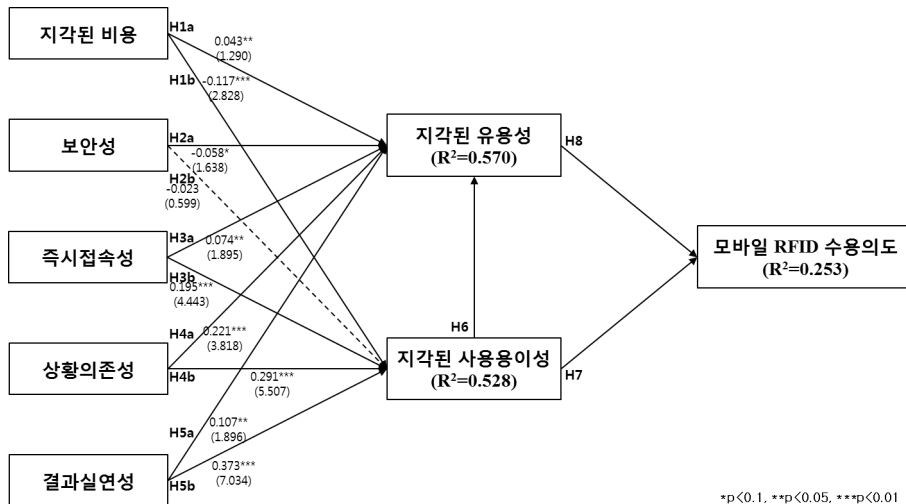 지각된 비용
H1a
0.043**
(1.290)
H1b
-0.117***
(2.828)
보안성
H2a
-0.058*
(1.638)
H2b
-0.023
(0.599)
지각된 유용성
(R²=0.570)
H8
즉시접속성
H3a
0.074**
(1.895)
H3b
0.195***
(4.443)
모바일 RFID 수용의도
(R²=0.253)
H6
상황의존성
H4a
0.221***
(3.818)
H4b
0.291***
(5.507)
지각된 사용용이성
(R²=0.528)
H7
결과실연성
H5a
0.107**
(1.896)
H5b
0.373***
(7.034)
*p<0.1, **p<0.05, ***p<0.01